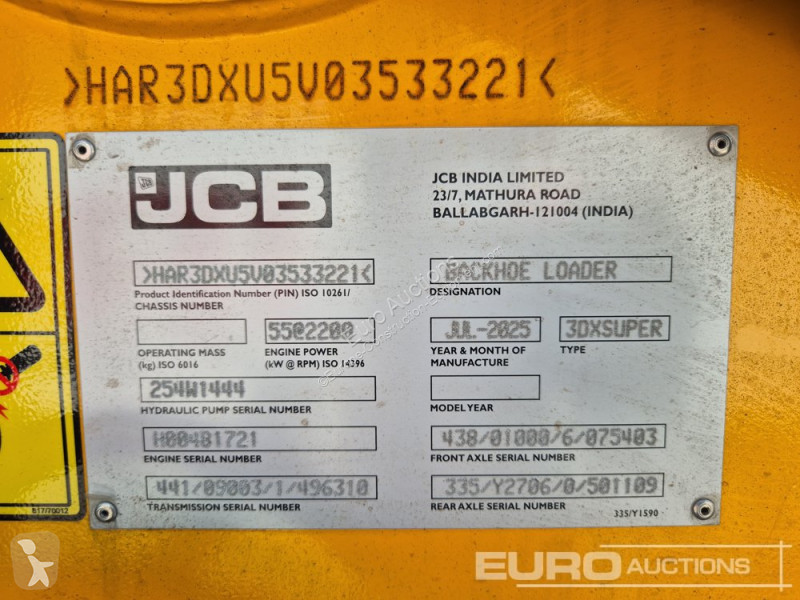 >HAR3DXU5V03533221<
JCB
JCB INDIA LIMITED
23/7, MATHURA ROAD
BALLABGARH-121004 (INDIA)
>HAR3DXU5V03533221<
Product Identification Number (PIN) ISO 10261/
CHASSIS NUMBER
BACKHOE LOADER
DESIGNATION
OPERATING MASS
(kg) ISO 6016
55@2200
ENGINE POWER
(kW @ RPM) ISO 14396
JUL-2025
YEAR & MONTH OF
MANUFACTURE
3DXSUPER
TYPE
254W1444
HYDRAULIC PUMP SERIAL NUMBER
MODEL YEAR
H00481721
ENGINE SERIAL NUMBER
438/01000/6/075403
FRONT AXLE SERIAL NUMBER
441/09003/1/496310
TRANSMISSION SERIAL NUMBER
335/Y2706/0/501109
REAR AXLE SERIAL NUMBER
335/Y1590
817/70012
EURO AUCTIONS